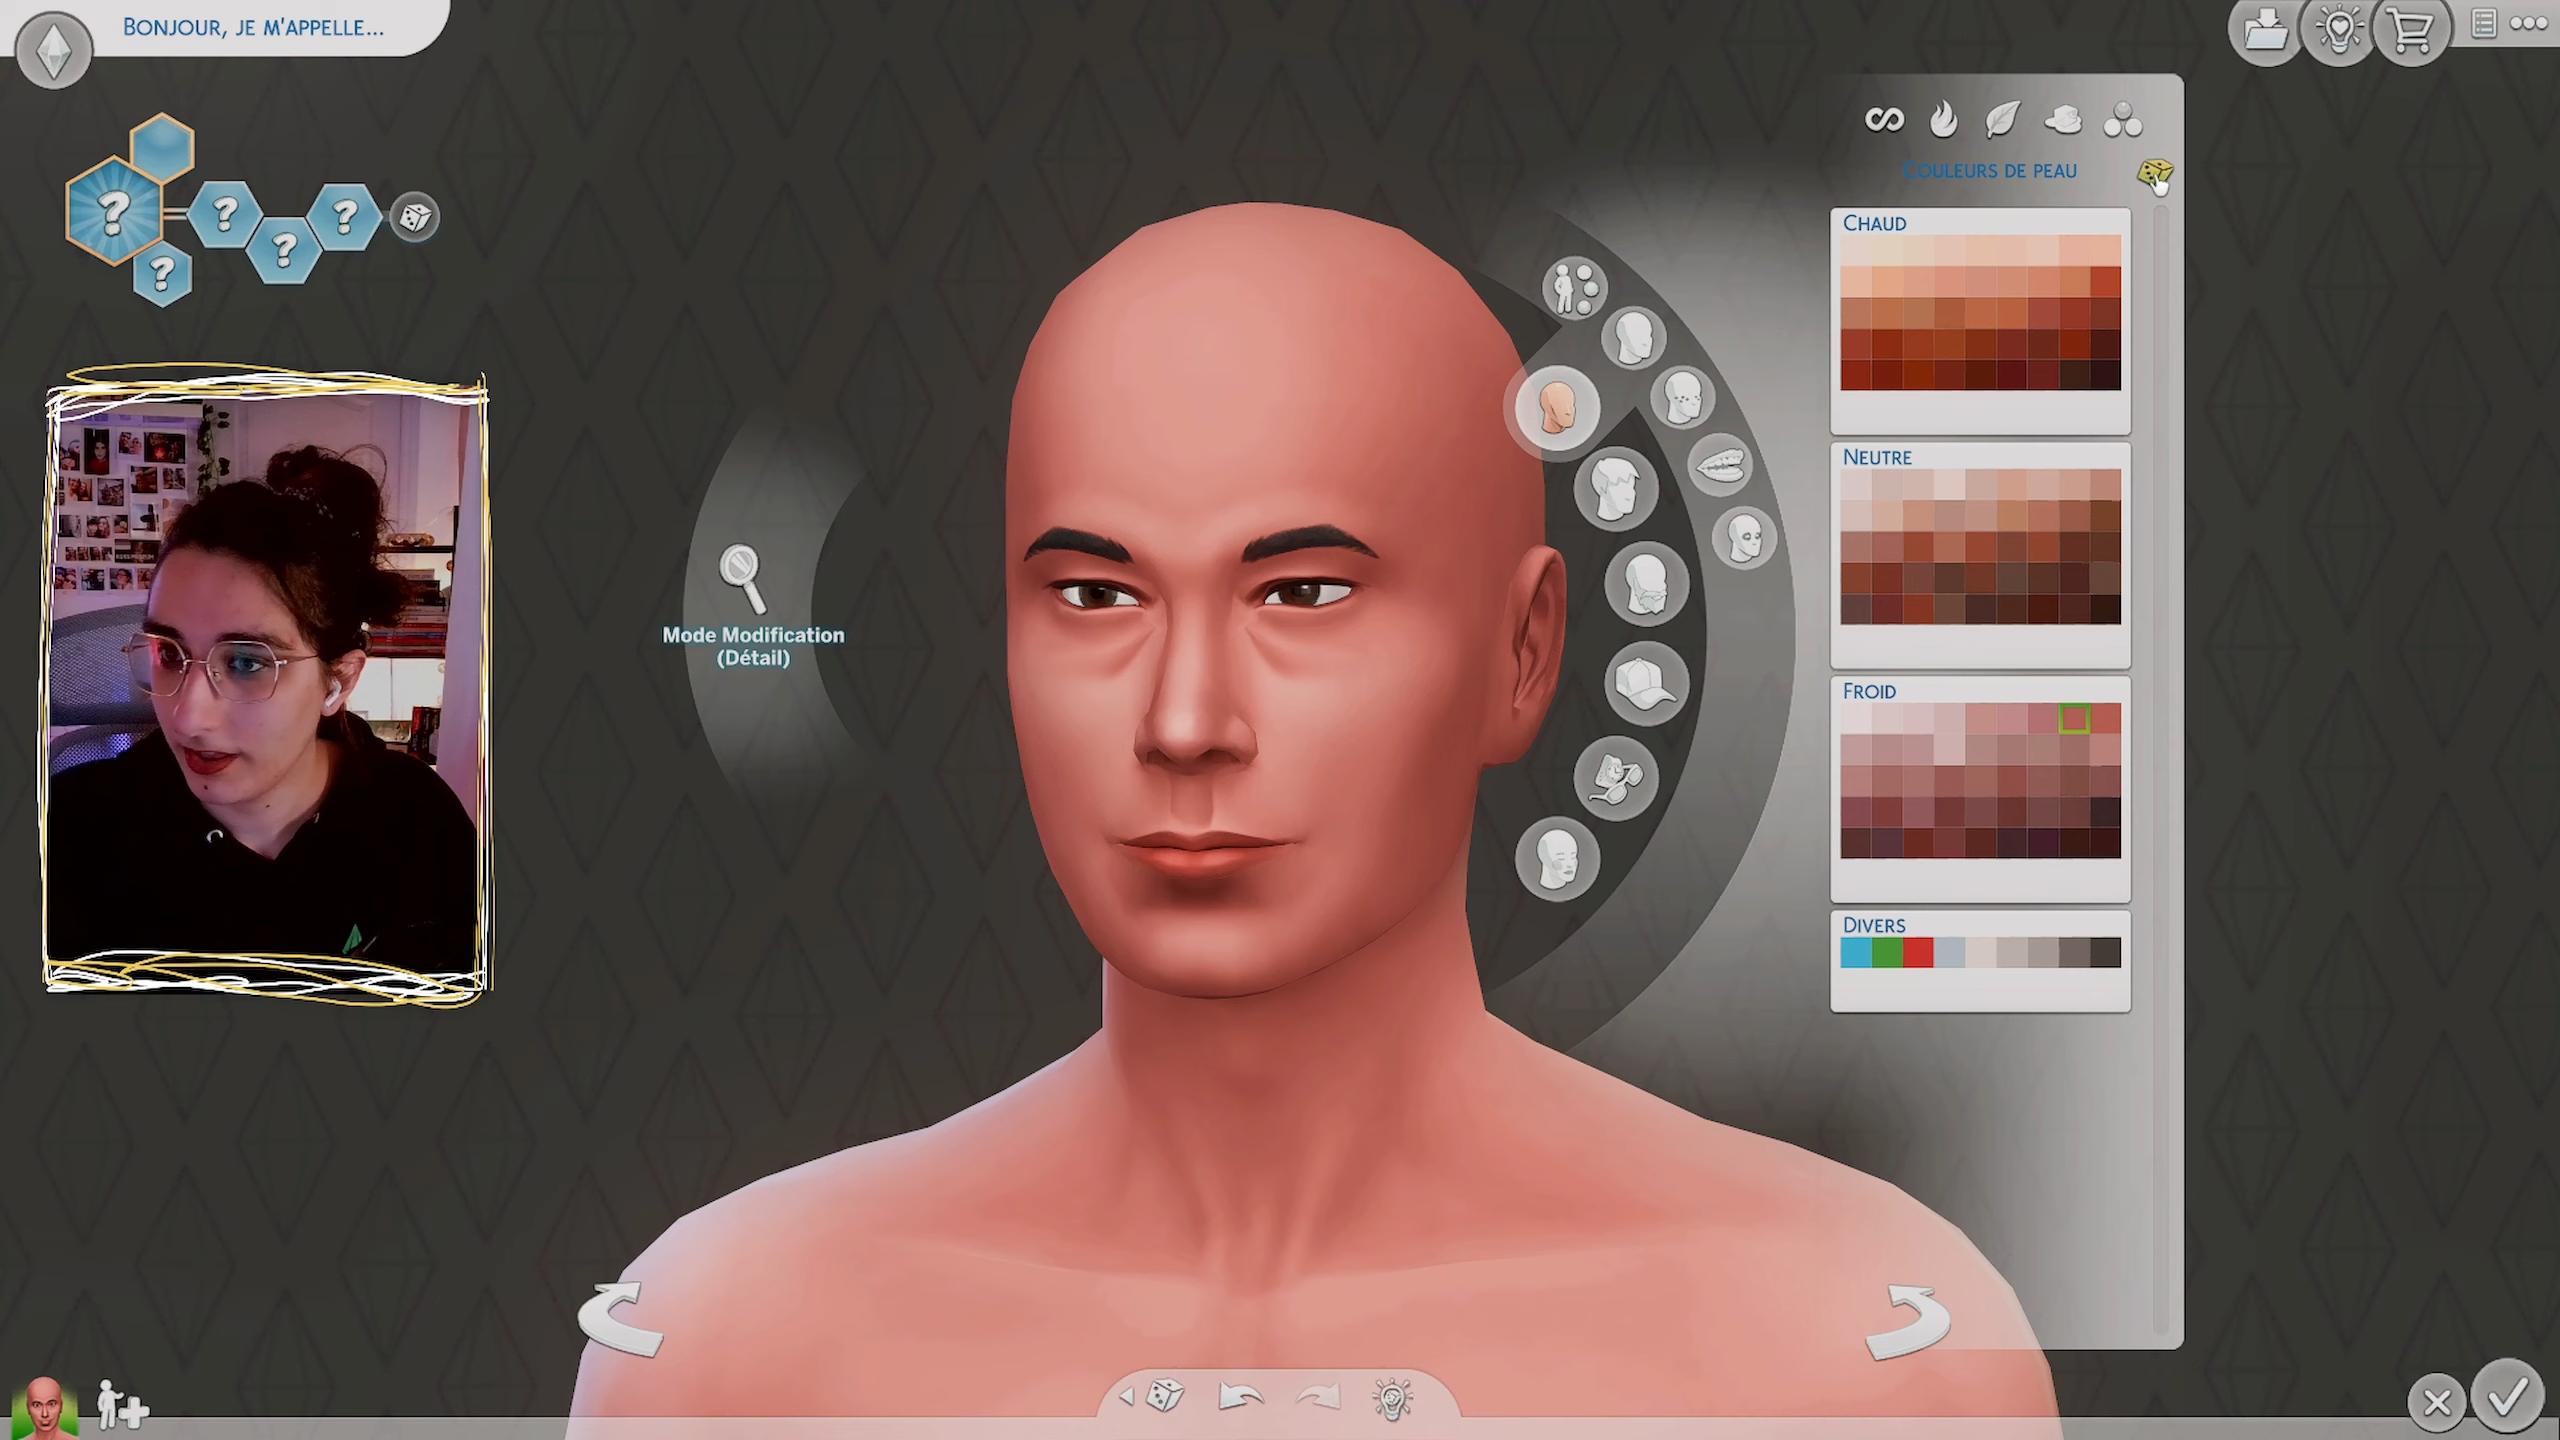 BONJOUR, JE M'APPELLE...
COULEURS DE PEAU
CHAUD
NEUTRE
FROID
DIVERS
Mode Modification
(Détail)